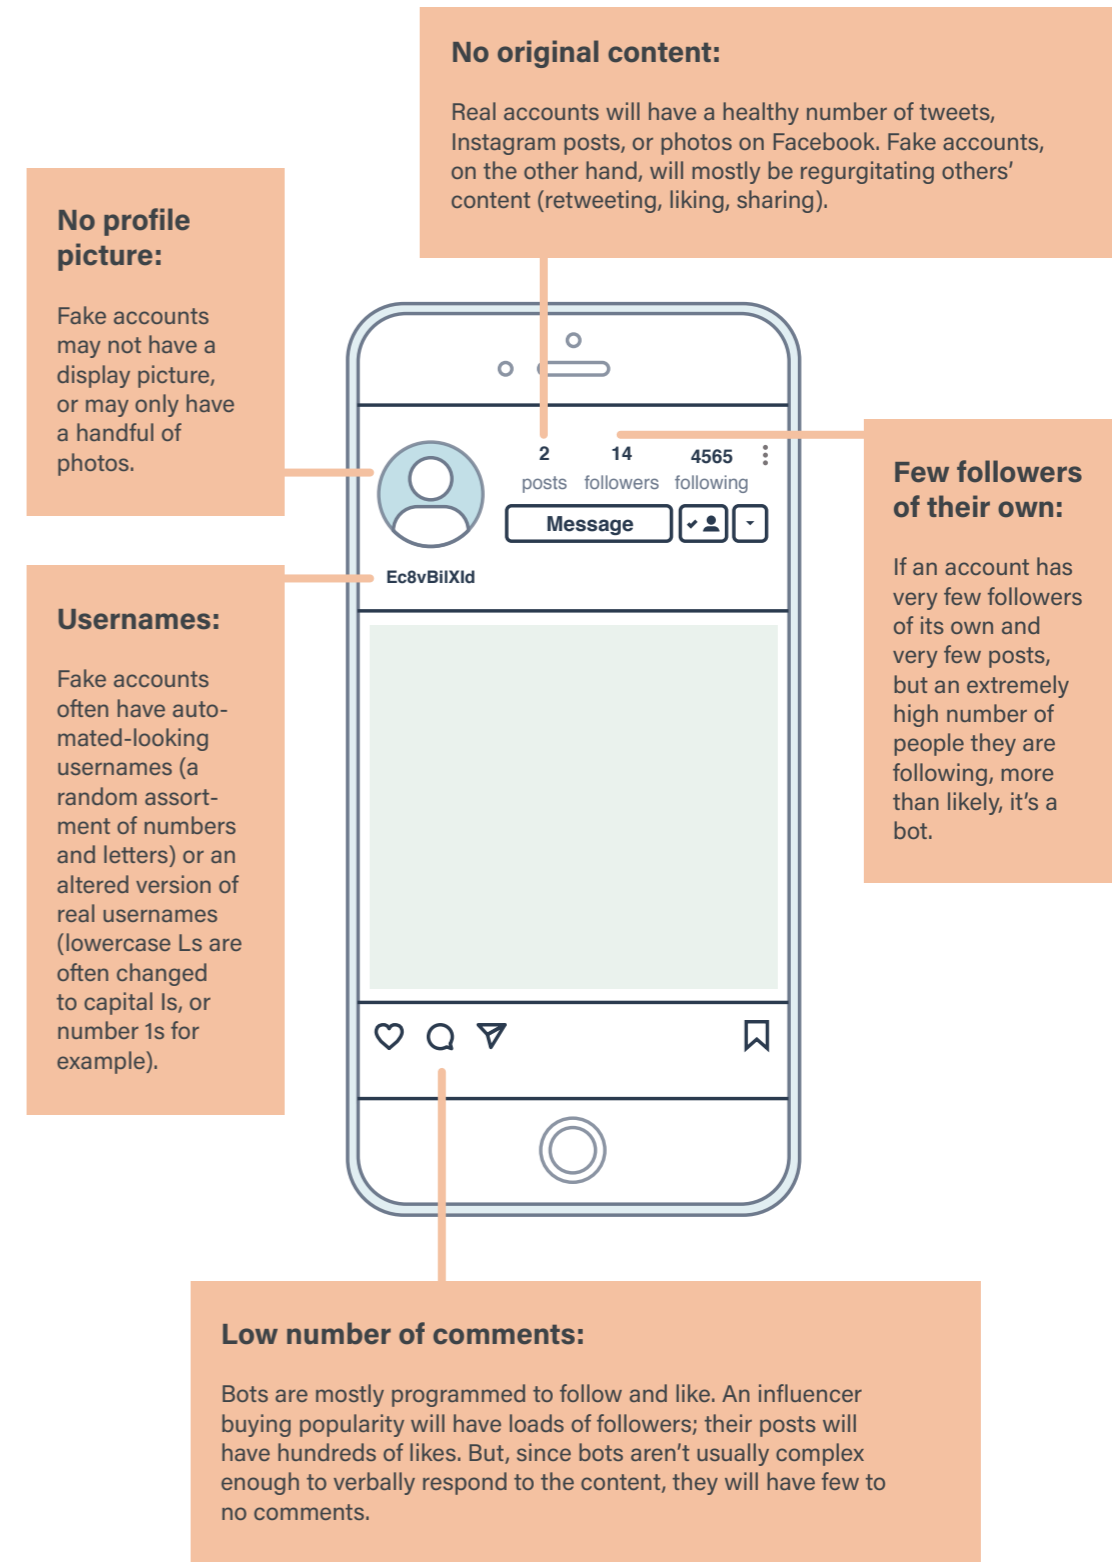 No original content:
Real accounts will have a healthy number of tweets,
Instagram posts, or photos on Facebook. Fake accounts,
on the other hand, will mostly be regurgitating others’
content (retweeting, liking, sharing).
No profile
picture:
Fake accounts
may not have a
display picture,
or may only have
a handful of
photos.
2 14 4565
posts followers following
Message
Ec8vBilXld
Few followers
of their own:
If an account has
very few followers
of its own and
very few posts,
but an extremely
high number of
people they are
following, more
than likely, it’s a
bot.
Usernames:
Fake accounts
often have auto-
mated-looking
usernames (a
random assort-
ment of numbers
and letters) or an
altered version of
real usernames
(lowercase Ls are
often changed
to capital Is, or
number 1s for
example).
Low number of comments:
Bots are mostly programmed to follow and like. An influencer
buying popularity will have loads of followers; their posts will
have hundreds of likes. But, since bots aren’t usually complex
enough to verbally respond to the content, they will have few to
no comments.